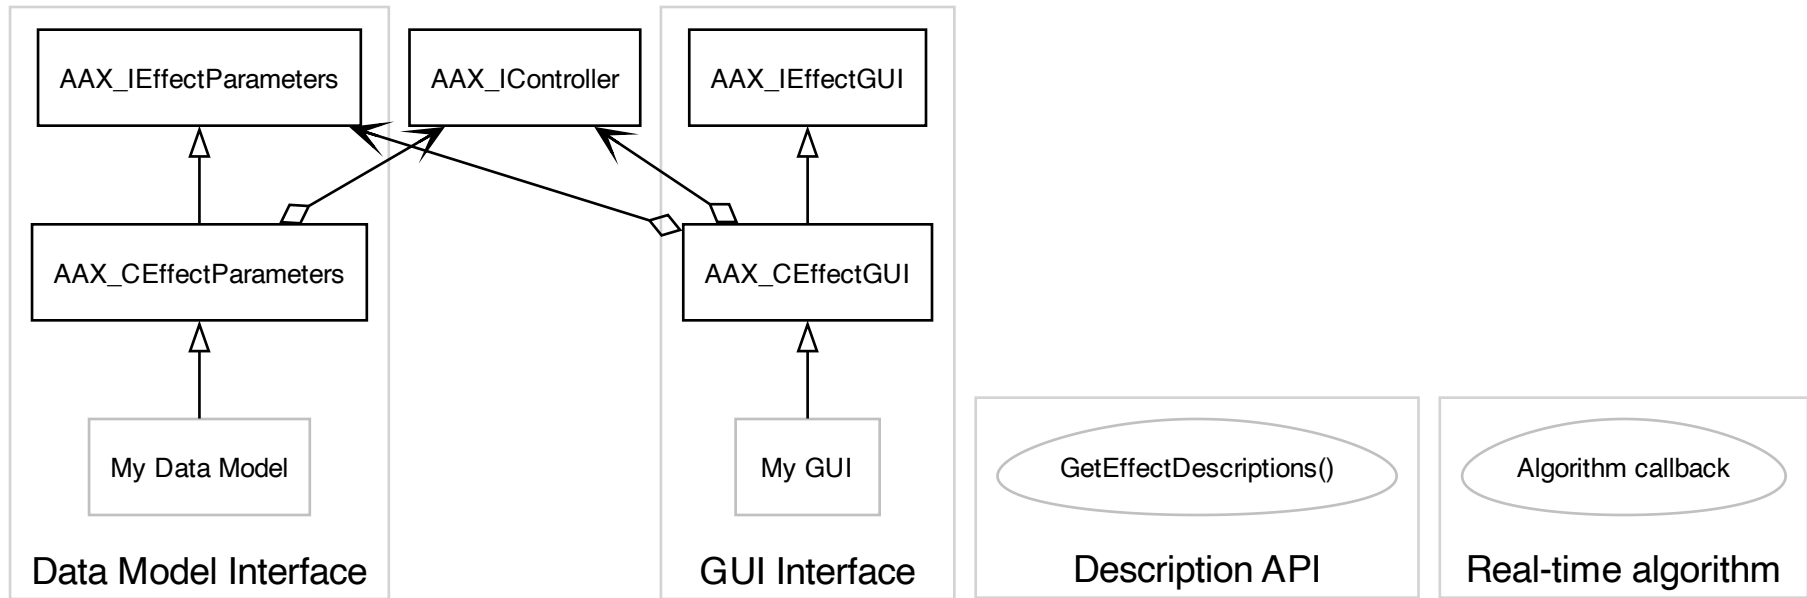 AAX_IEffectParameters
AAX_IController
AAX_IEffectGUI
AAX_CEffectParameters
AAX_CEffectGUI
My Data Model
My GUI
GetEffectDescriptions()
Algorithm callback
Data Model Interface
GUI Interface
Description API
Real-time algorithm